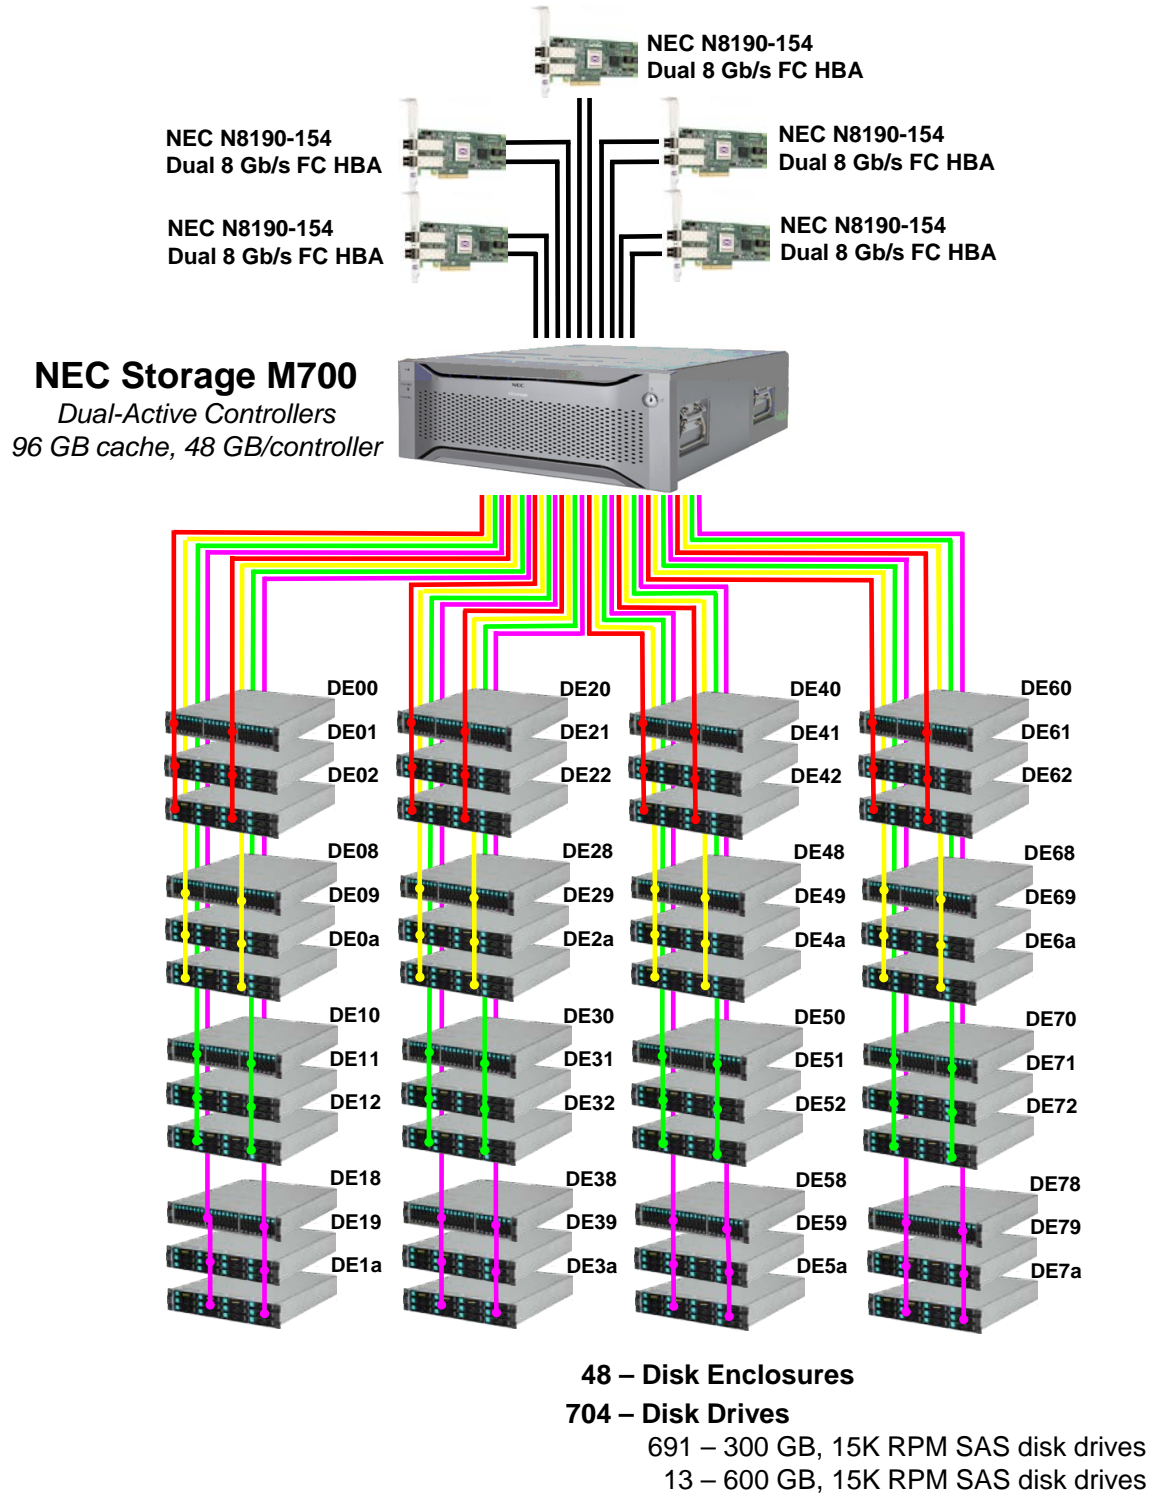 NEC N8190-154
Dual 8 Gb/s FC HBA
NEC N8190-154
Dual 8 Gb/s FC HBA
NEC N8190-154
Dual 8 Gb/s FC HBA
NEC N8190-154
Dual 8 Gb/s FC HBA
NEC N8190-154
Dual 8 Gb/s FC HBA
NEC Storage M700
Dual-Active Controllers
96 GB cache, 48 GB/controller
NEC
DE00
DE01
DE02
DE20
DE21
DE22
DE40
DE41
DE42
DE60
DE61
DE62
DE08
DE09
DE0a
DE28
DE29
DE2a
DE48
DE49
DE4a
DE68
DE69
DE6a
DE10
DE11
DE12
DE30
DE31
DE32
DE50
DE51
DE52
DE70
DE71
DE72
DE18
DE19
DE1a
DE38
DE39
DE3a
DE58
DE59
DE5a
DE78
DE79
DE7a
48 – Disk Enclosures
704 – Disk Drives
691 – 300 GB, 15K RPM SAS disk drives
13 – 600 GB, 15K RPM SAS disk drives